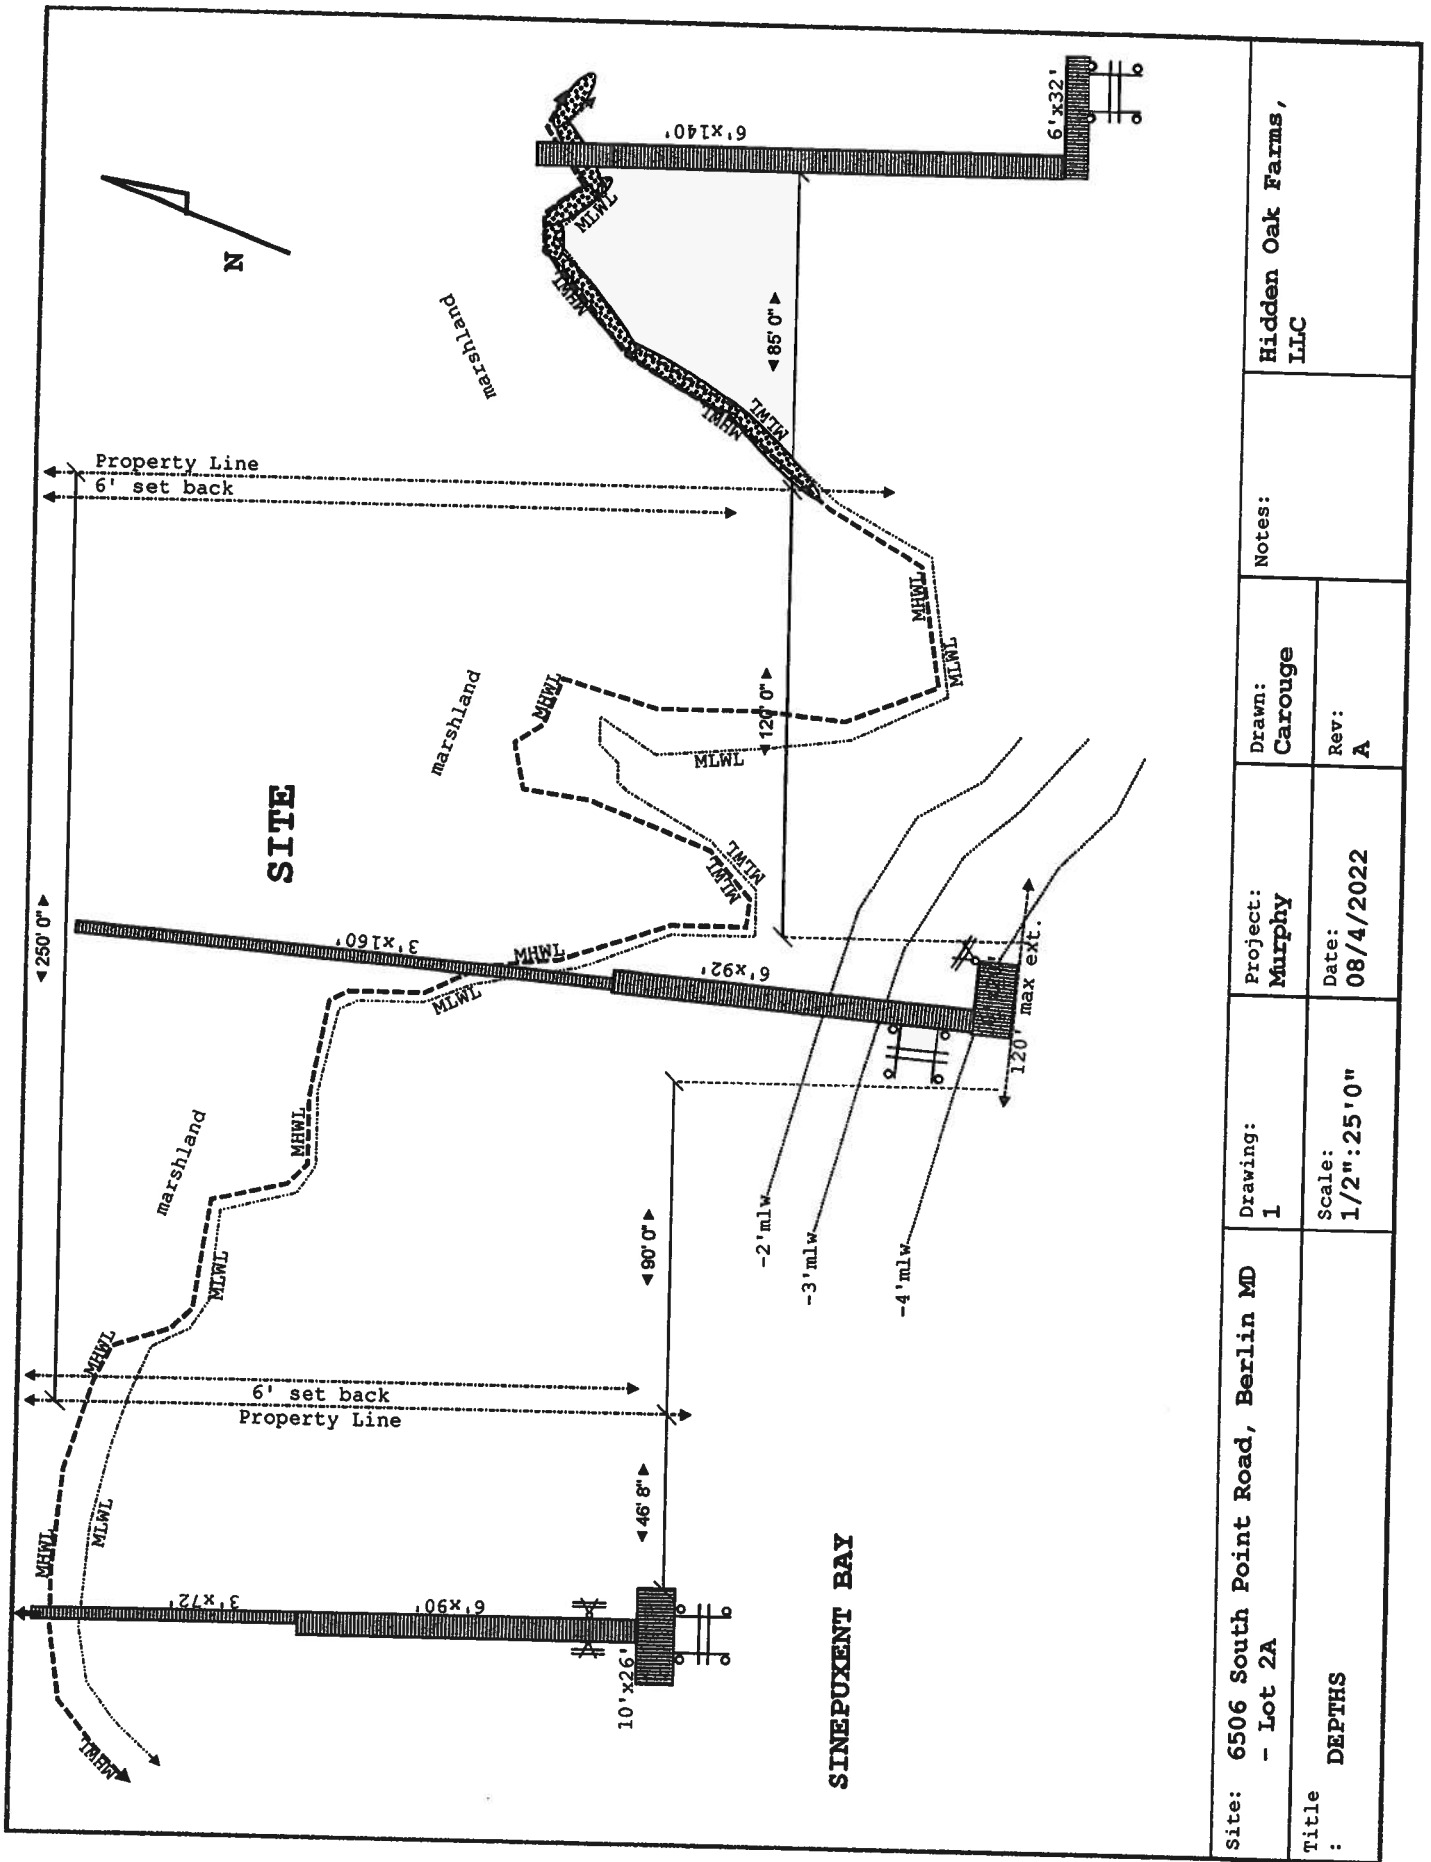 ◄250' 0"►
Property Line
6' set back
6' set back
Property Line
SITE
N
marshland
marshland
marshland
MHWL
MHWL
MLWL
MHWL
MLWL
MHWL
MLWL
MHWL
MLWL
MLWL
MLWL
MHWL
MLWL
MHWL
MLWL
MHWL
MLWL
MHWL
MLWL
3'x72'
6'x90'
10'x26'
3'x160'
6'x92'
6'x140'
6'x32'
◄46' 8"►
◄90' 0"►
◄120' 0"►
◄85' 0"►
120' max ext.
-2'mlw
-3'mlw
-4'mlw
SINEPUXENT BAY
Site: 6506 South Point Road, Berlin MD
- Lot 2A
Title
: DEPTHS
Drawing:
1
Scale:
1/2":25'0"
Project:
Murphy
Date:
08/4/2022
Drawn:
Carouge
Rev:
A
Notes:
Hidden Oak Farms,
LLC